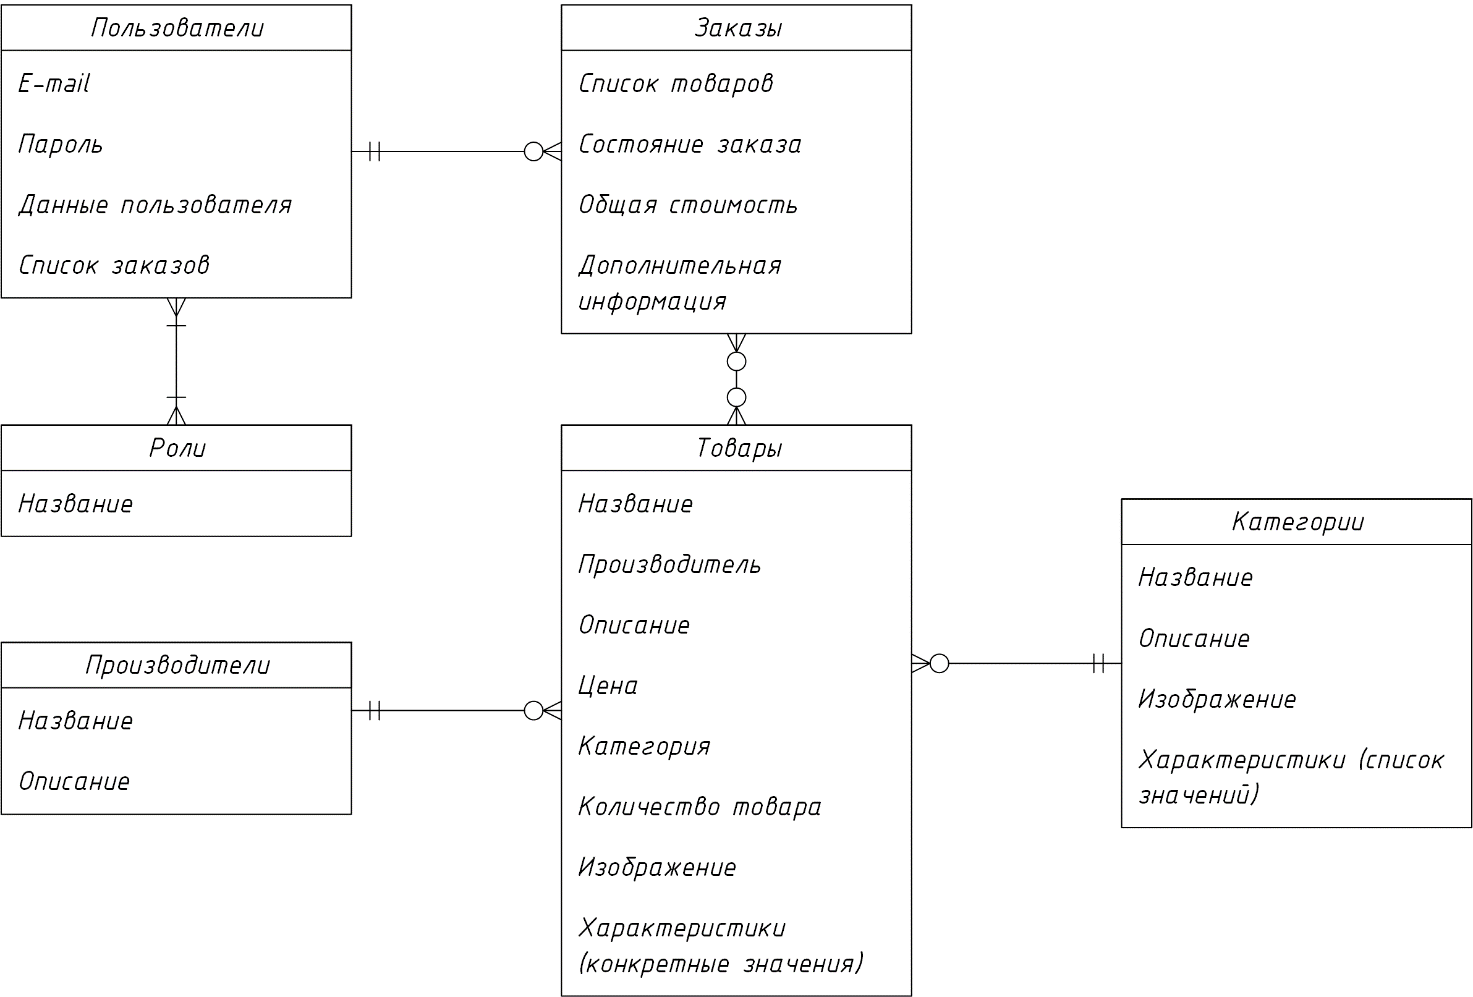 Пользователи
E-mail
Пароль
Данные пользователя
Список заказов
Заказы
Список товаров
Состояние заказа
Общая стоимость
Дополнительная
информация
Роли
Название
Товары
Название
Производитель
Описание
Цена
Категория
Количество товара
Изображение
Характеристики
(конкретные значения)
Категории
Название
Описание
Изображение
Характеристики (список
значений)
Производители
Название
Описание